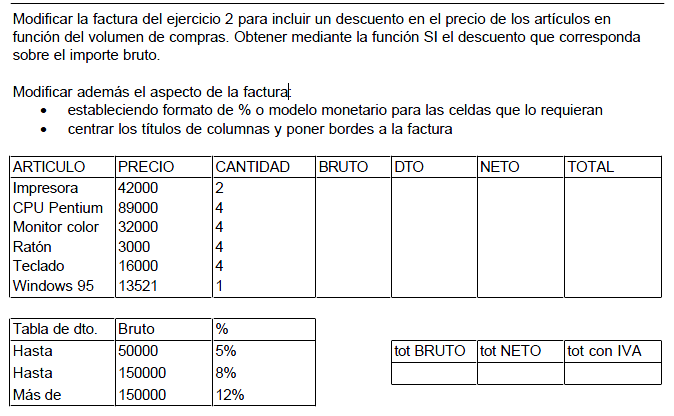 Modificar la factura del ejercicio 2 para incluir un descuento en el precio de los artículos en
función del volumen de compras. Obtener mediante la función SI el descuento que corresponda
sobre el importe bruto.
Modificar además el aspecto de la factura:
• estableciendo formato de % o modelo monetario para las celdas que lo requieran
• centrar los títulos de columnas y poner bordes a la factura
ARTICULO PRECIO CANTIDAD BRUTO DTO NETO TOTAL
Impresora 42000 2
CPU Pentium 89000 4
Monitor color 32000 4
Ratón 3000 4
Teclado 16000 4
Windows 95 13521 1
Tabla de dto. Bruto %
Hasta 50000 5%
Hasta 150000 8%
Más de 150000 12%
tot BRUTO tot NETO tot con IVA